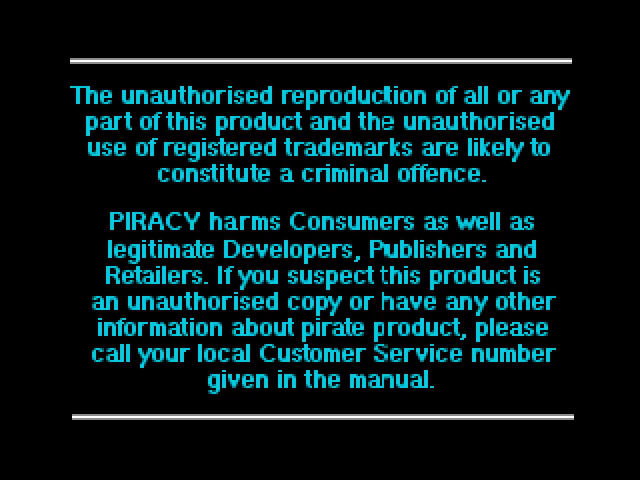 The unauthorised reproduction of all or any
part of this product and the unauthorised
use of registered trademarks are likely to
constitute a criminal offence.
PIRACY harms Consumers as well as
legitimate Developers, Publishers and
Retailers. If you suspect this product is
an unauthorised copy or have any other
information about pirate product, please
call your local Customer Service number
given in the manual.